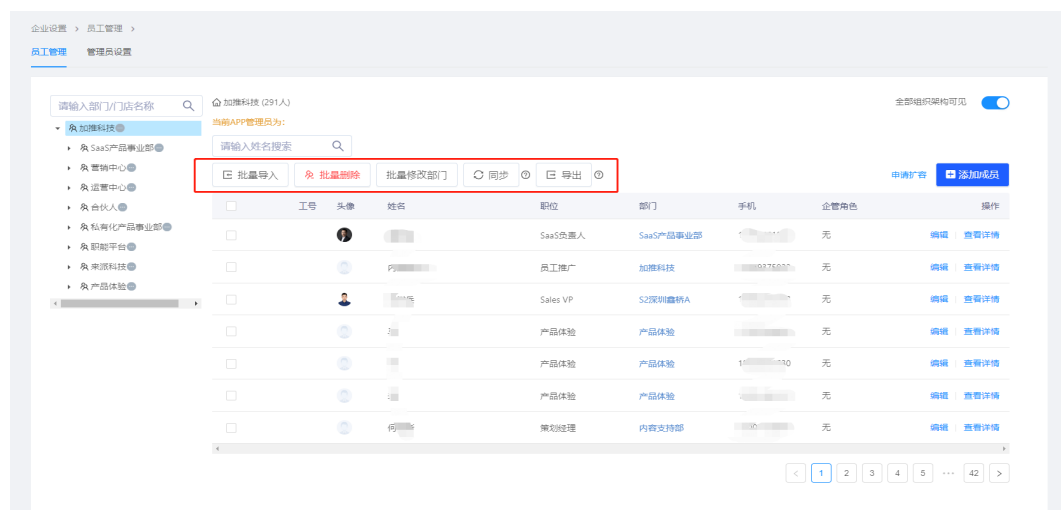 企业设置 > 员工管理 >
员工管理 管理员设置
请输入部门/门店名称
加推科技
SaaS产品事业部
营销中心
运营中心
合伙人
私有化产品事业部
职能平台
来派科技
产品体验
加推科技 (291人)
全部组织架构可见
当前APP管理员为:
请输入姓名搜索
批量导入 批量删除 批量修改部门 同步 导出
申请扩容 添加成员
工号 头像 姓名 职位 部门 手机 企管角色 操作
SaaS负责人 SaaS产品事业部 无 编辑 查看详情
员工推广 加推科技 无 编辑 查看详情
Sales VP S2深圳鑫桥A 无 编辑 查看详情
产品体验 产品体验 无 编辑 查看详情
产品体验 产品体验 无 编辑 查看详情
产品体验 产品体验 无 编辑 查看详情
何 策划经理 内容支持部 无 编辑 查看详情
< 1 2 3 4 5 ··· 42 >